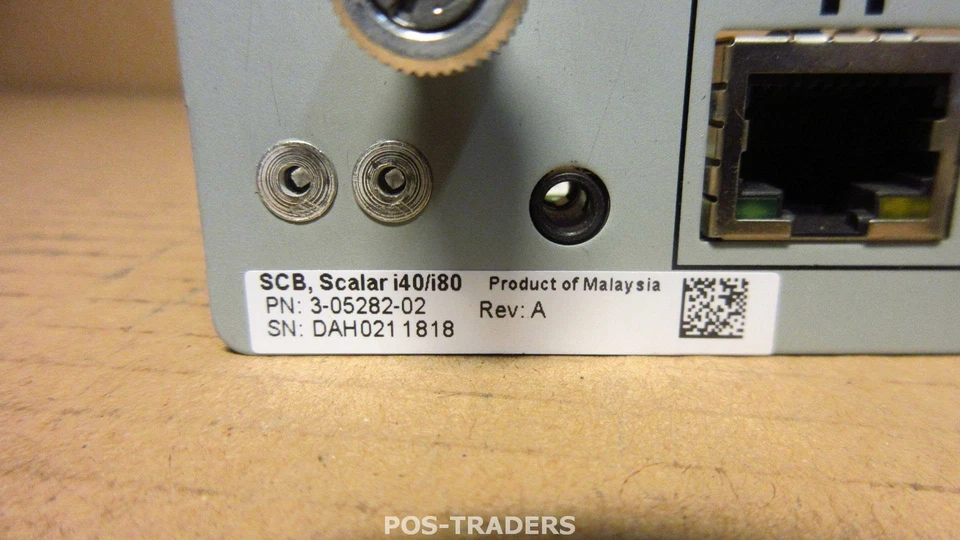 SCB, Scalar i40/i80 Product of Malaysia
PN: 3-05282-02 Rev: A
SN: DAH0211818
POS-TRADERS